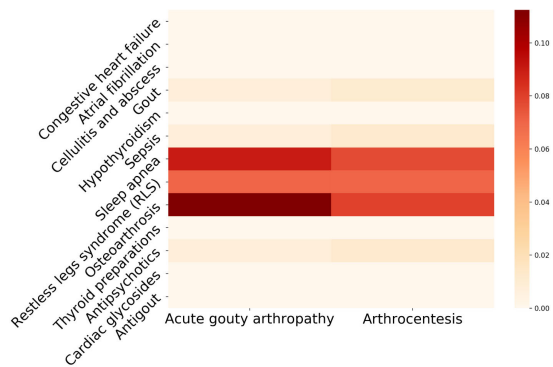 Congestive heart failure
Atrial fibrillation
Cellulitis and abscess
Gout
Hypothyroidism
Sepsis
Sleep apnea
Restless legs syndrome (RLS)
Osteoarthrosis
Thyroid preparations
Antipsychotics
Cardiac glycosides
Antigout
Acute gouty arthropathy
Arthrocentesis
0.10
0.08
0.06
0.04
0.02
0.00